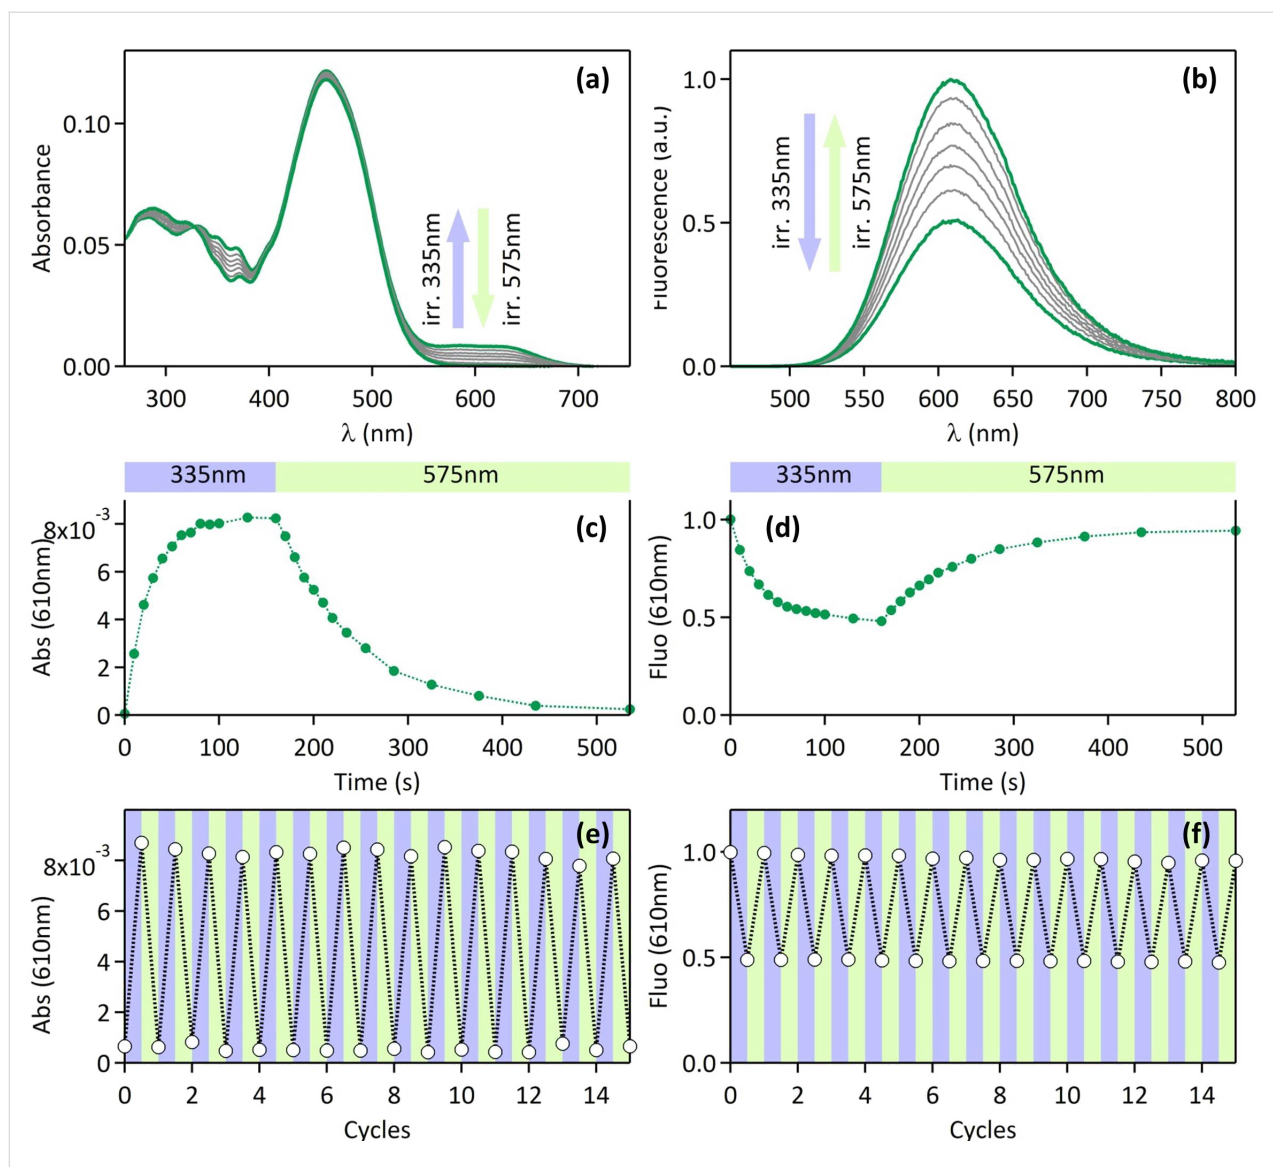 (a)
Absorbance
0.10
0.05
0.00
irr. 335nm
irr. 575nm
300 400 500 600 700
λ (nm)
(b)
Fluorescence (a.u.)
1.0
0.5
0.0
irr. 335nm
irr. 575nm
500 550 600 650 700 750 800
λ (nm)
335nm 575nm
(c)
Abs (610nm)
8x10⁻³
6
4
2
0
0 100 200 300 400 500
Time (s)
335nm 575nm
(d)
Fluo (610nm)
1.0
0.5
0.0
0 100 200 300 400 500
Time (s)
(e)
Abs (610nm)
8x10⁻³
6
4
2
0
0 2 4 6 8 10 12 14
Cycles
(f)
Fluo (610nm)
1.0
0.5
0.0
0 2 4 6 8 10 12 14
Cycles